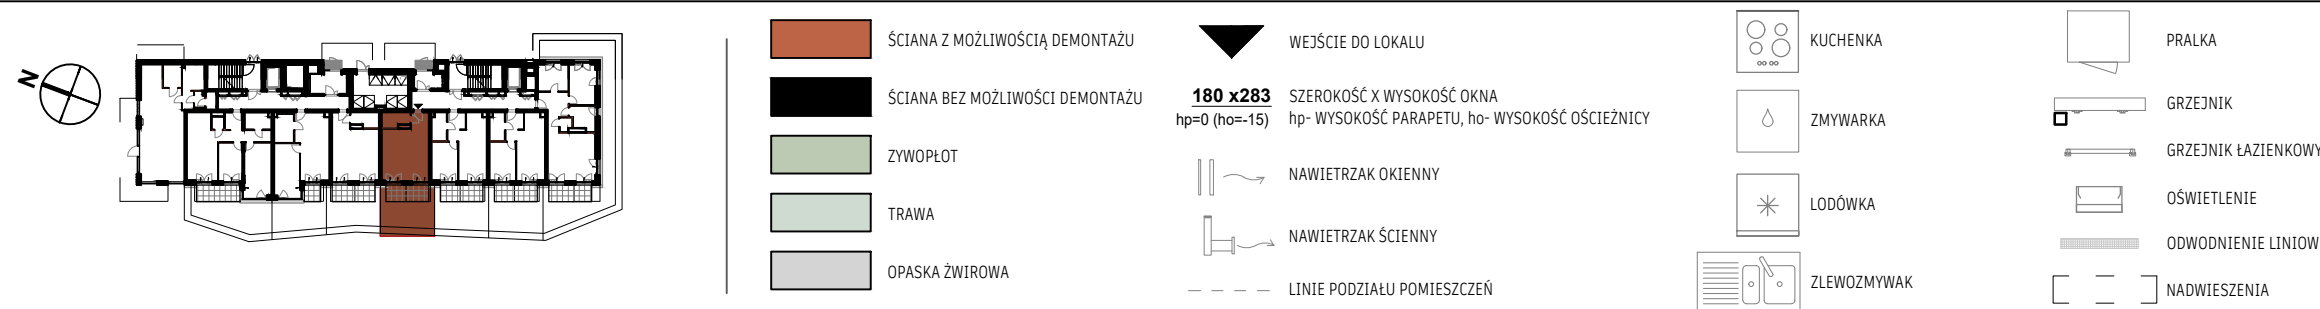 N
ŚCIANA Z MOŻLIWOŚCIĄ DEMONTAŻU
ŚCIANA BEZ MOŻLIWOŚCI DEMONTAŻU
ZYWOPŁOT
TRAWA
OPASKA ŻWIROWA
WEJŚCIE DO LOKALU
180 x283 SZEROKOŚĆ X WYSOKOŚĆ OKNA
hp=0 (ho=-15) hp- WYSOKOŚĆ PARAPETU, ho- WYSOKOŚĆ OŚCIEŻNICY
NAWIETRZAK OKIENNY
NAWIETRZAK ŚCIENNY
LINIE PODZIAŁU POMIESZCZEŃ
KUCHENKA
ZMYWARKA
LODÓWKA
ZLEWOZMYWAK
PRALKA
GRZEJNIK
GRZEJNIK ŁAZIENKOWY
OŚWIETLENIE
ODWODNIENIE LINIOW
NADWIESZENIA